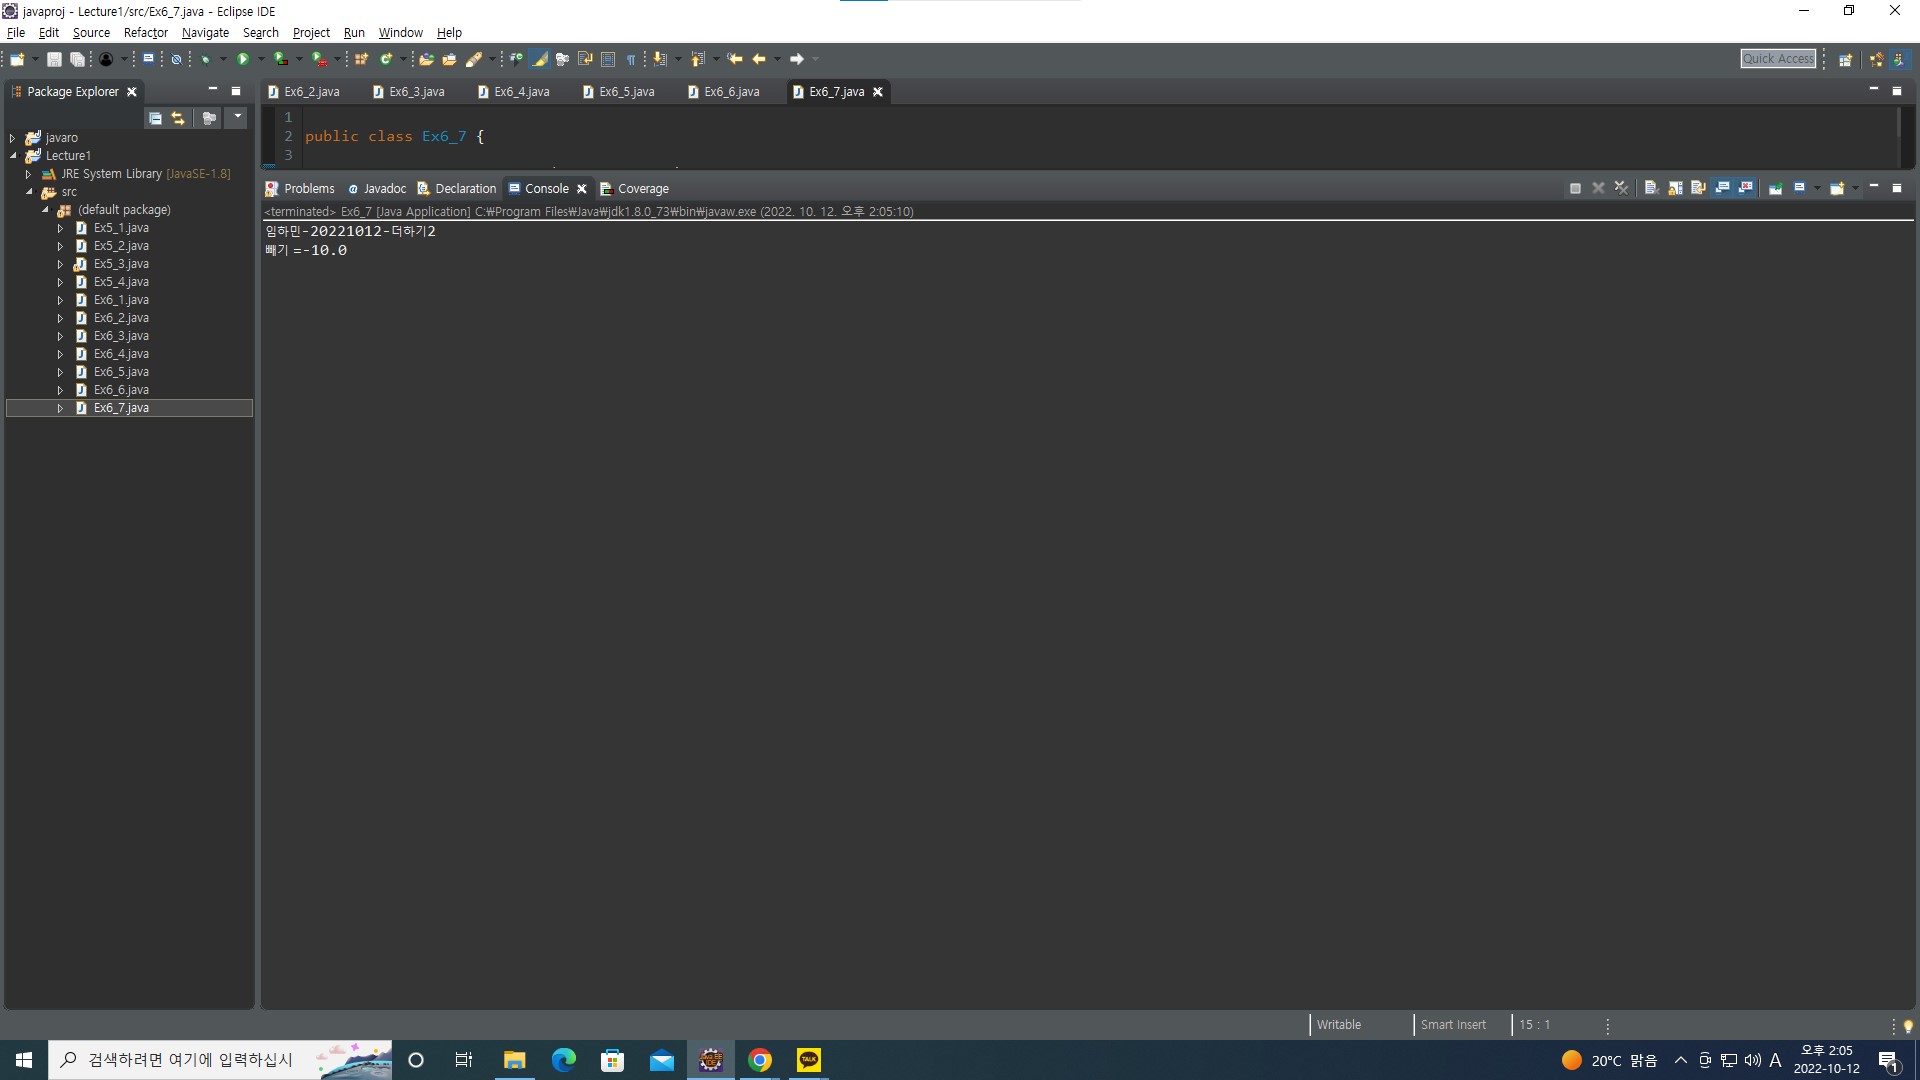 javaproj - Lecture1/src/Ex6_7.java - Eclipse IDE
File Edit Source Refactor Navigate Search Project Run Window Help
Quick Access
Package Explorer
Ex6_2.java Ex6_3.java Ex6_4.java Ex6_5.java Ex6_6.java Ex6_7.java
javaro
Lecture1
JRE System Library [JavaSE-1.8]
src
(default package)
Ex5_1.java
Ex5_2.java
Ex5_3.java
Ex5_4.java
Ex6_1.java
Ex6_2.java
Ex6_3.java
Ex6_4.java
Ex6_5.java
Ex6_6.java
Ex6_7.java
1
2 public class Ex6_7 {
3
Problems Javadoc Declaration Console Coverage
<terminated> Ex6_7 [Java Application] C:₩Program Files₩Java₩jdk1.8.0_73₩bin₩javaw.exe (2022. 10. 12. 오후 2:05:10)
임하민-20221012-더하기2
빼기 =-10.0
Writable Smart Insert 15 : 1
검색하려면 여기에 입력하십시
JAVA EE
IDE
TALK
20°C 맑음 A
오후 2:05
2022-10-12
1